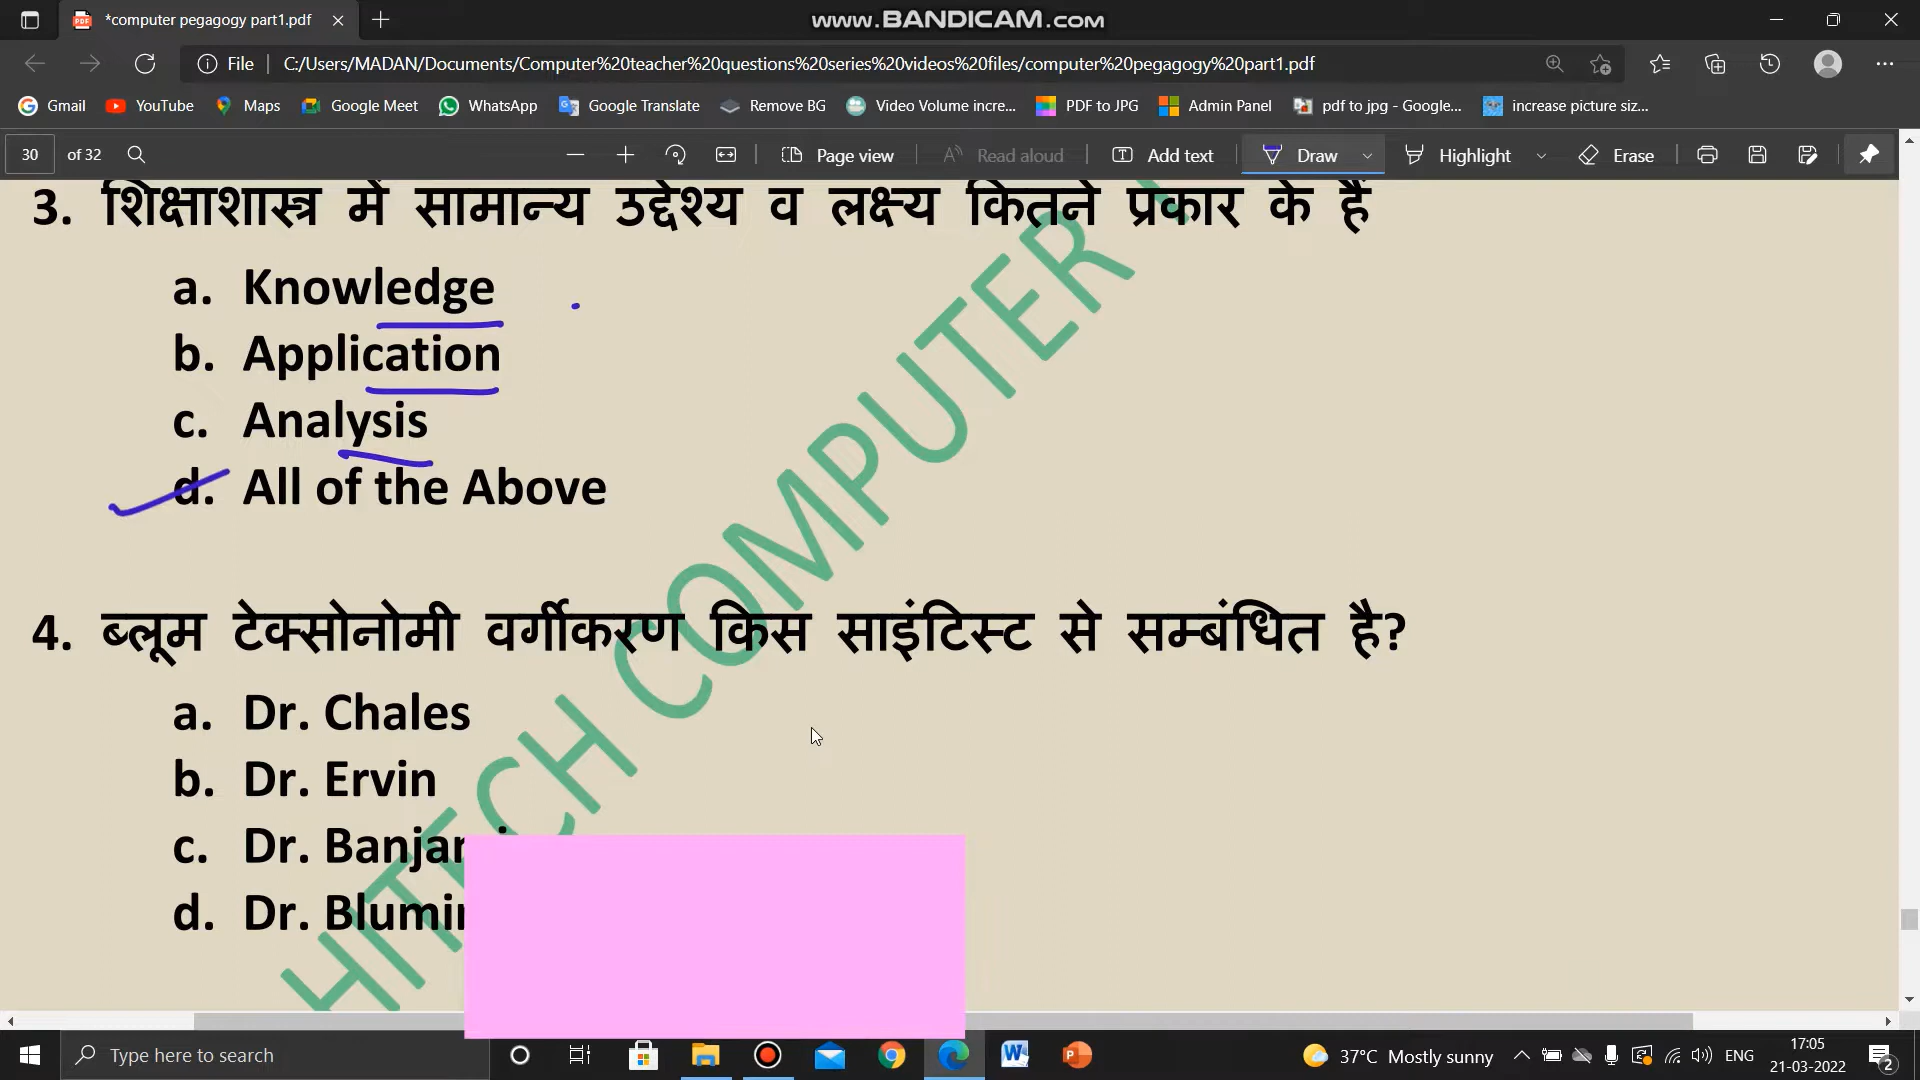 *computer pegagogy part1.pdf
www.BANDICAM.com
File C:/Users/MADAN/Documents/Computer%20teacher%20questions%20series%20videos%20files/computer%20pegagogy%20part1.pdf
Gmail YouTube Maps Google Meet WhatsApp Google Translate Remove BG Video Volume incre... PDF to JPG Admin Panel pdf to jpg - Google... increase picture siz...
30 of 32 Page view Read aloud Add text Draw Highlight Erase
3. शिक्षाशास्त्र में सामान्य उद्देश्य व लक्ष्य कितने प्रकार के हैं
a. Knowledge
b. Application
c. Analysis
d. All of the Above
4. ब्लूम टेक्सोनोमी वर्गीकरण किस साइंटिस्ट से सम्बंधित है?
a. Dr. Chales
b. Dr. Ervin
c. Dr.
d. Dr.
HITECH COMPUTER
Type here to search
37°C Mostly sunny
ENG
17:05
21-03-2022
2